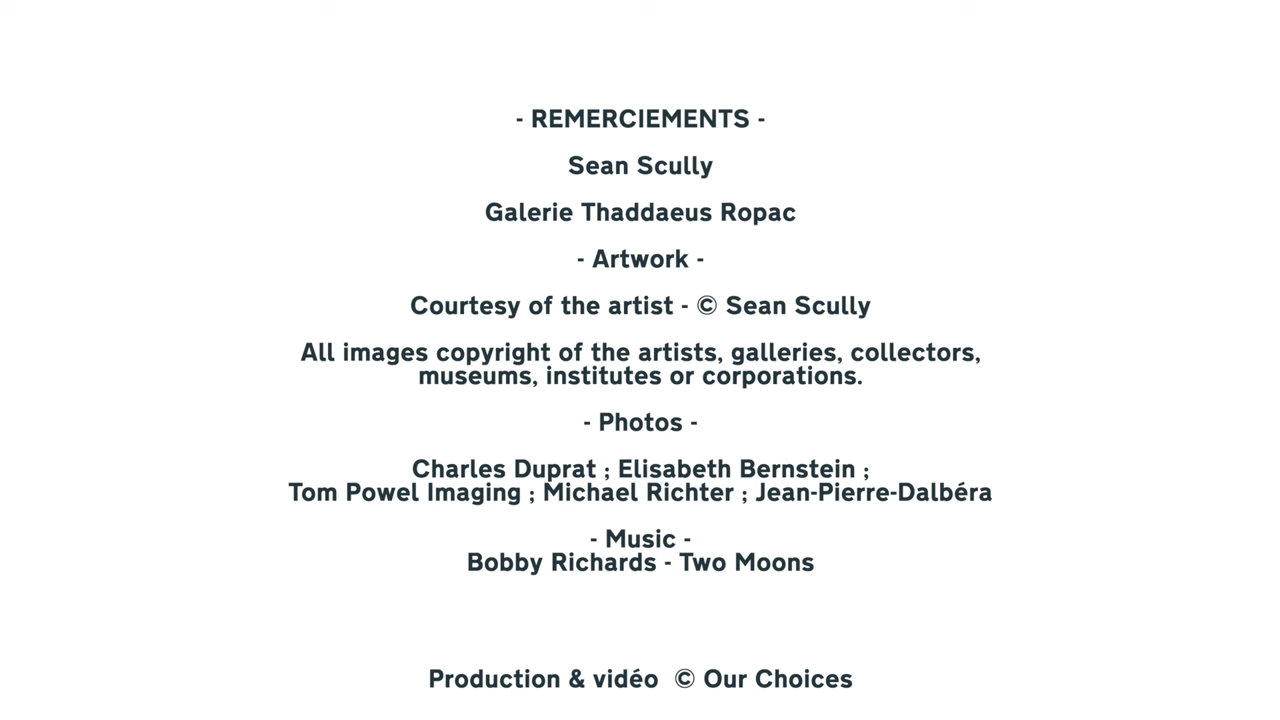 - REMERCIEMENTS -
Sean Scully
Galerie Thaddaeus Ropac
- Artwork -
Courtesy of the artist - © Sean Scully
All images copyright of the artists, galleries, collectors,
museums, institutes or corporations.
- Photos -
Charles Duprat ; Elisabeth Bernstein ;
Tom Powel Imaging ; Michael Richter ; Jean-Pierre-Dalbéra
- Music -
Bobby Richards - Two Moons
Production & vidéo  © Our Choices